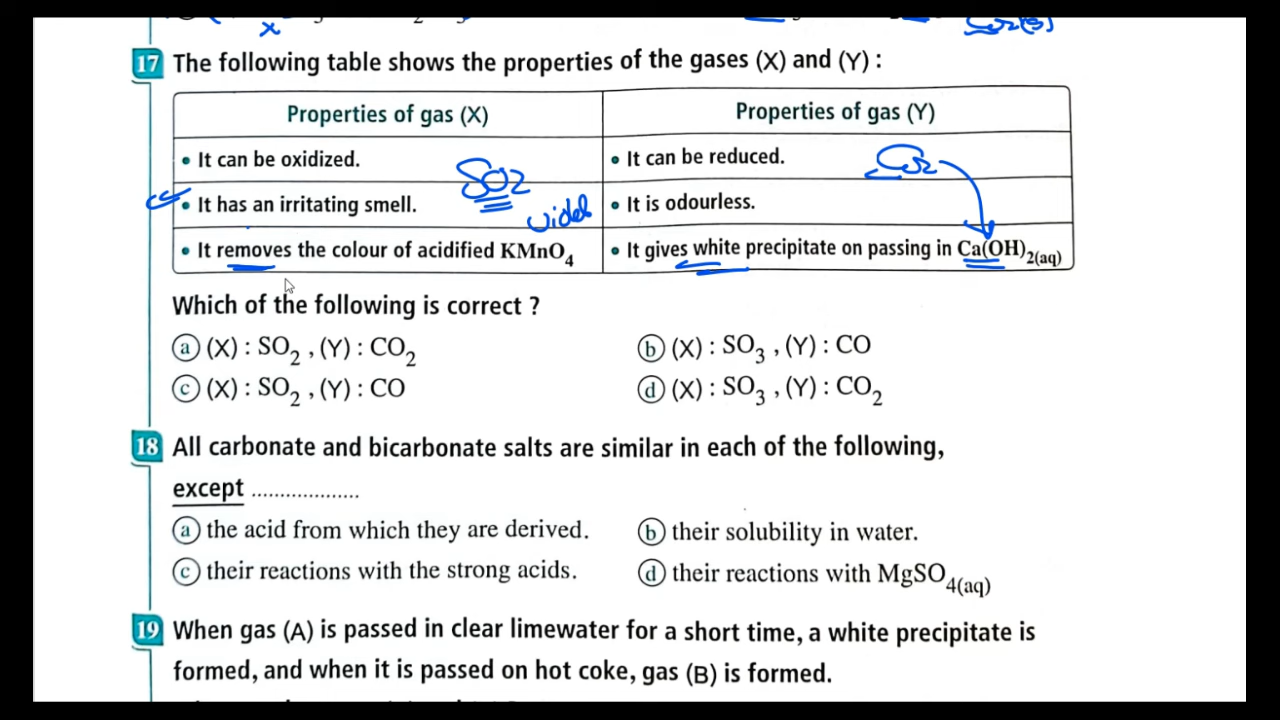 17 The following table shows the properties of the gases (X) and (Y) :
Properties of gas (X) Properties of gas (Y)
• It can be oxidized. • It can be reduced.
SO2 CO2
• It has an irritating smell. • It is odourless.
• It removes the colour of acidified KMnO4 • It gives white precipitate on passing in Ca(OH)2(aq)
Which of the following is correct ?
a (X) : SO2 , (Y) : CO2 b (X) : SO3 , (Y) : CO
c (X) : SO2 , (Y) : CO d (X) : SO3 , (Y) : CO2
18 All carbonate and bicarbonate salts are similar in each of the following,
except ...................
a the acid from which they are derived. b their solubility in water.
c their reactions with the strong acids. d their reactions with MgSO4(aq)
19 When gas (A) is passed in clear limewater for a short time, a white precipitate is
formed, and when it is passed on hot coke, gas (B) is formed.